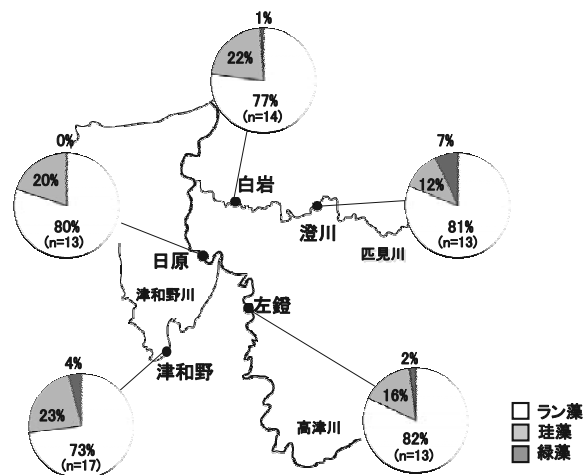 1%
22%
77%
(n=14)
0%
20%
80%
(n=13)
7%
12%
81%
(n=13)
白岩
澄川
匹見川
日原
津和野川
左鐙
津和野
4%
23%
73%
(n=17)
2%
16%
82%
(n=13)
高津川
ラン藻
珪藻
緑藻